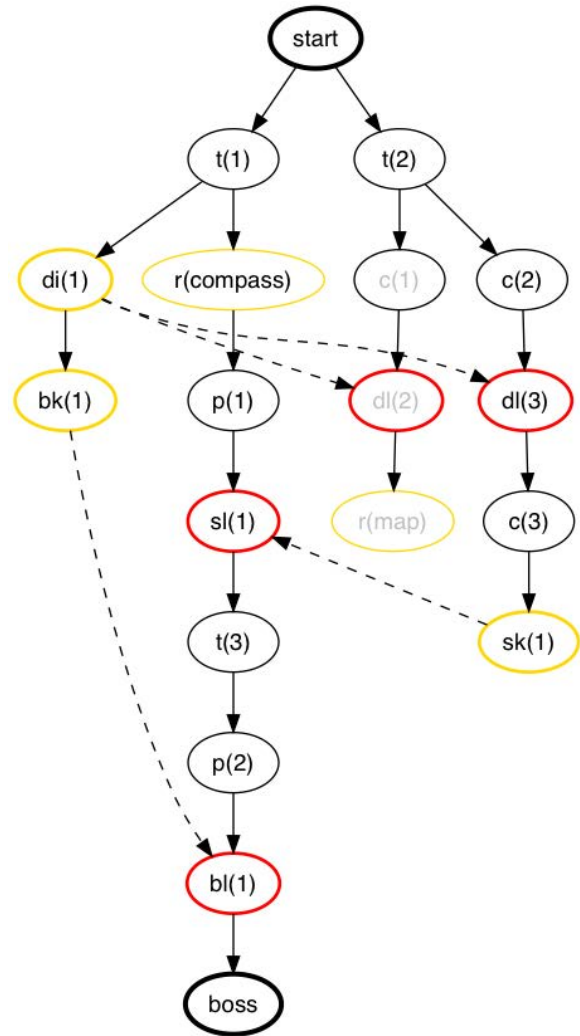 start
t(1)
t(2)
di(1)
r(compass)
c(1)
c(2)
bk(1)
p(1)
dl(2)
dl(3)
sl(1)
r(map)
c(3)
t(3)
sk(1)
p(2)
bl(1)
boss